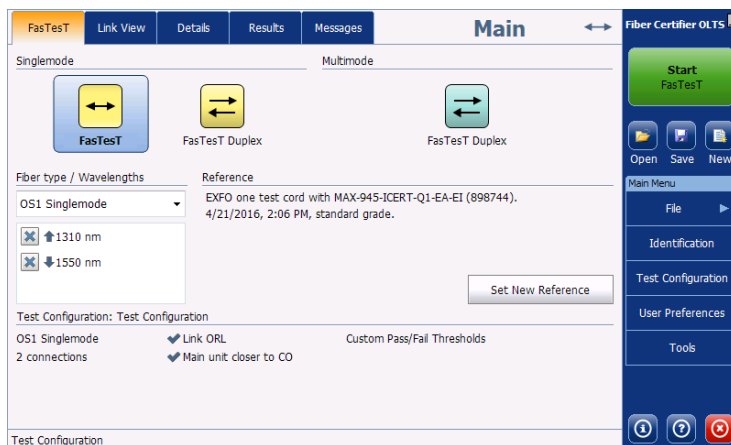 FasTesT
Link View
Details
Results
Messages
Main
Fiber Certifier OLTS
Singlemode
Multimode
FasTesT
FasTesT Duplex
FasTesT Duplex
Start
FasTesT
Open
Save
New
Fiber type / Wavelengths
Reference
OS1 Singlemode
EXFO one test cord with MAX-945-ICERT-Q1-EA-EI (898744).
4/21/2016, 2:06 PM, standard grade.
1310 nm
1550 nm
Set New Reference
Main Menu
File
Identification
Test Configuration
User Preferences
Tools
Test Configuration: Test Configuration
OS1 Singlemode
Link ORL
Custom Pass/Fail Thresholds
2 connections
Main unit closer to CO
Test Configuration